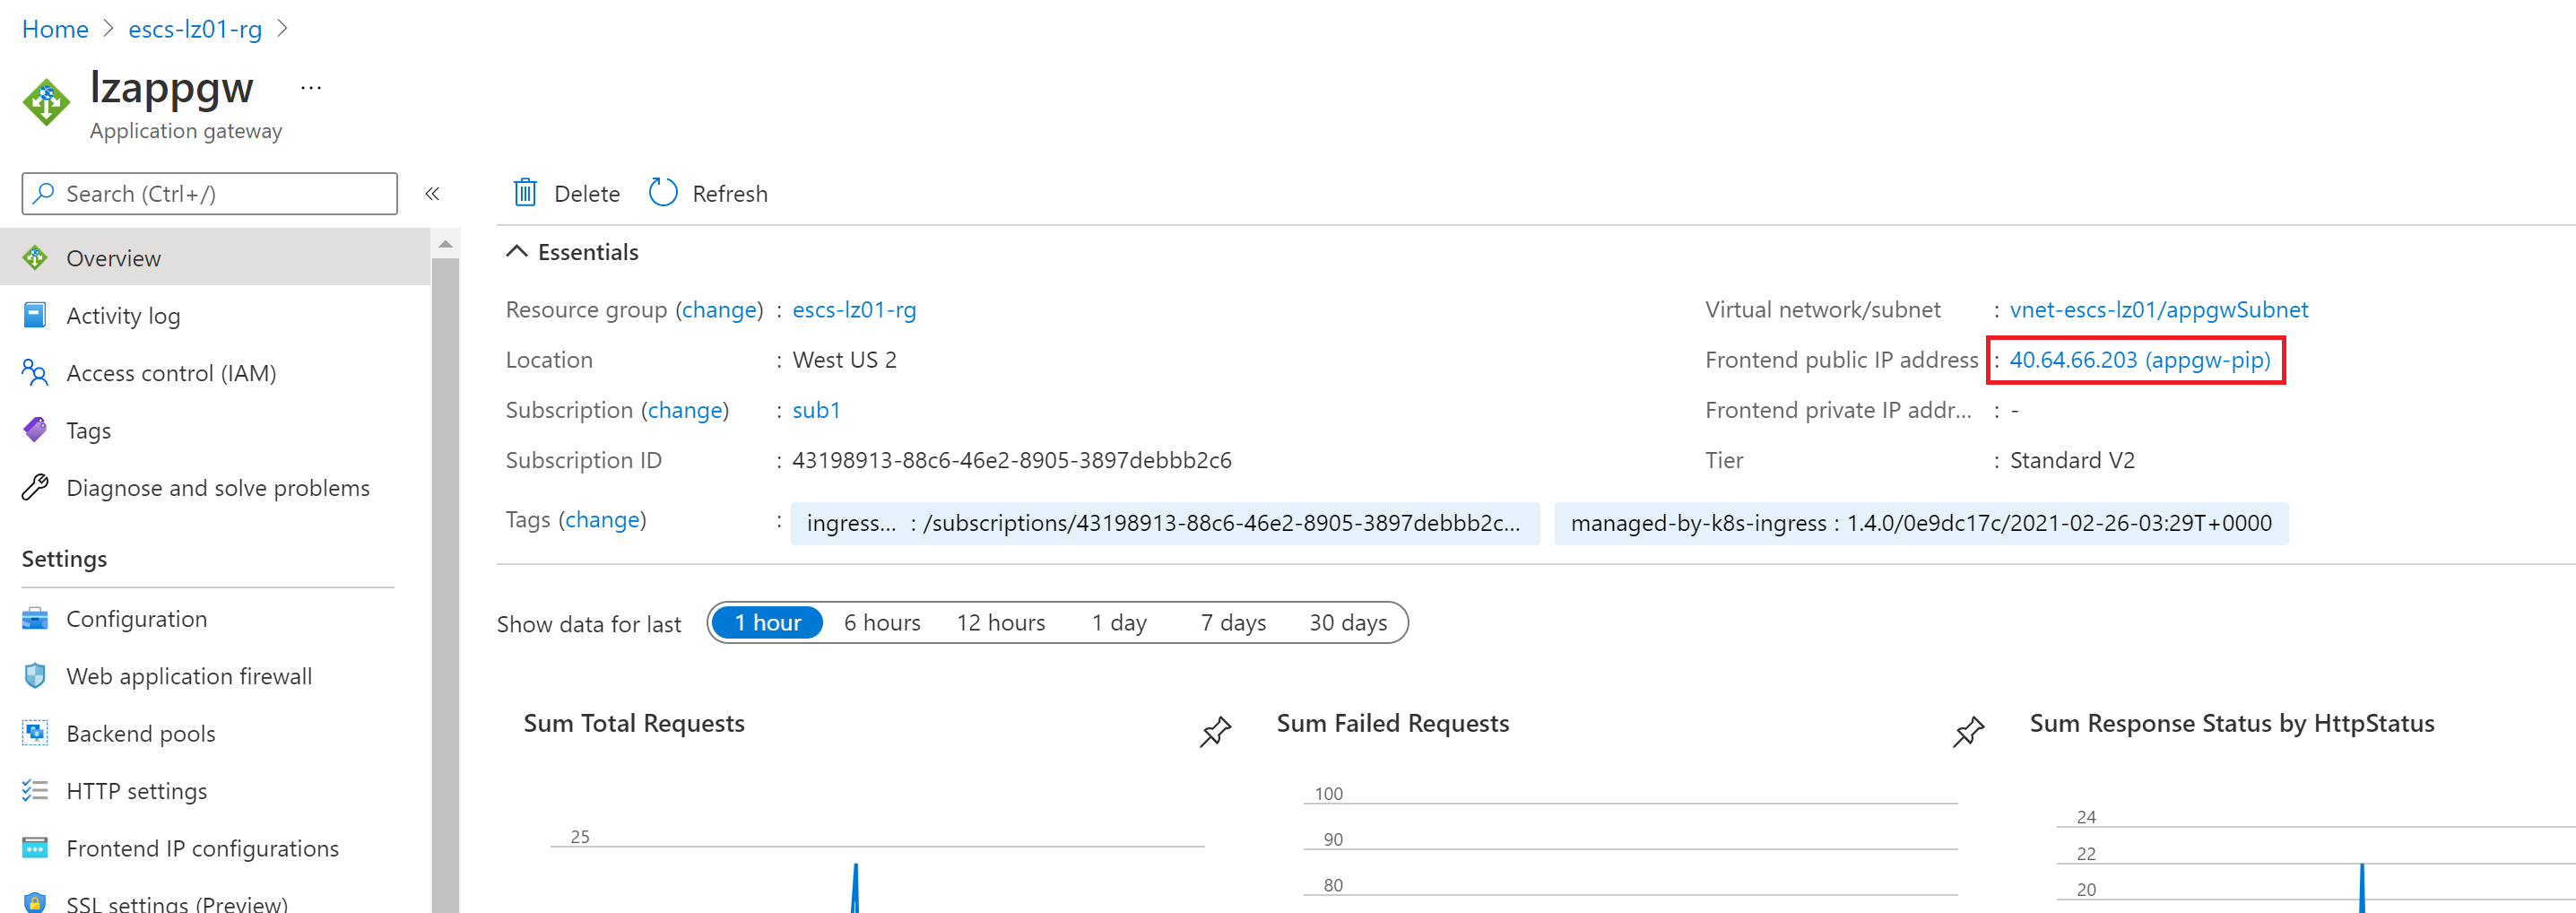 Home > escs-lz01-rg >
lzappgw ...
Application gateway
Search (Ctrl+/) «
Overview
Activity log
Access control (IAM)
Tags
Diagnose and solve problems
Settings
Configuration
Web application firewall
Backend pools
HTTP settings
Frontend IP configurations
SSL settings (Preview)
Delete Refresh
Essentials
Resource group (change) : escs-lz01-rg
Location : West US 2
Subscription (change) : sub1
Subscription ID : 43198913-88c6-46e2-8905-3897debbb2c6
Virtual network/subnet : vnet-escs-lz01/appgwSubnet
Frontend public IP address : 40.64.66.203 (appgw-pip)
Frontend private IP addr... : -
Tier : Standard V2
Tags (change) : ingress... : /subscriptions/43198913-88c6-46e2-8905-3897debbb2c... managed-by-k8s-ingress : 1.4.0/0e9dc17c/2021-02-26-03:29T+0000
Show data for last 1 hour 6 hours 12 hours 1 day 7 days 30 days
Sum Total Requests
25
Sum Failed Requests
100
90
80
Sum Response Status by HttpStatus
24
22
20